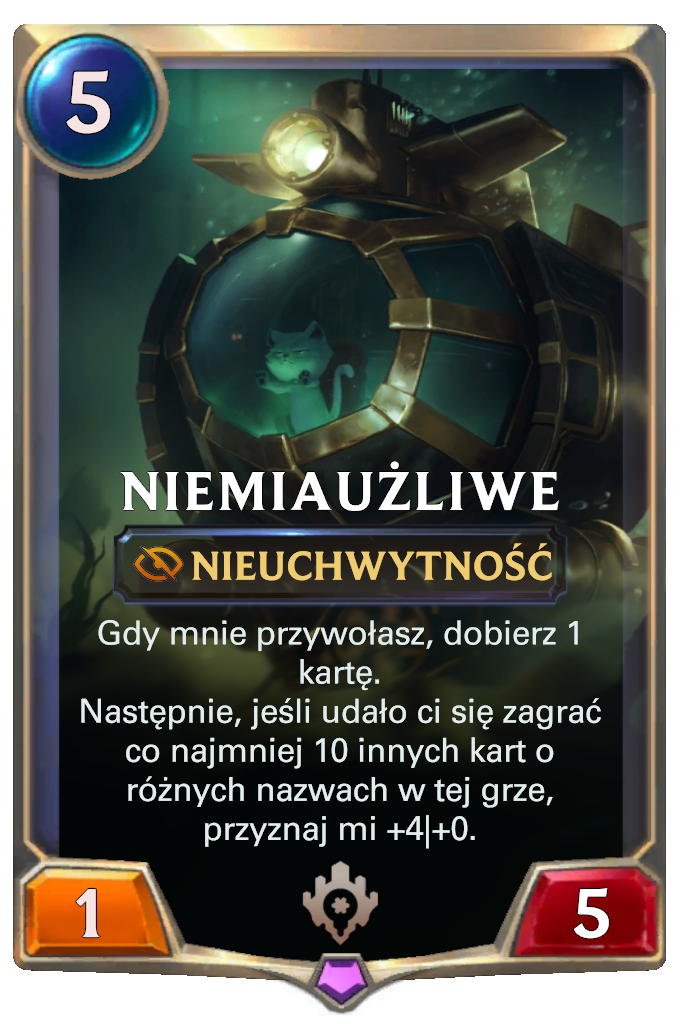 5
NIEMIAUŻLIWE
NIEUCHWYTNOŚĆ
Gdy mnie przywołasz, dobierz 1
kartę.
Następnie, jeśli udało ci się zagrać
co najmniej 10 innych kart o
różnych nazwach w tej grze,
przyznaj mi +4|+0.
1
5